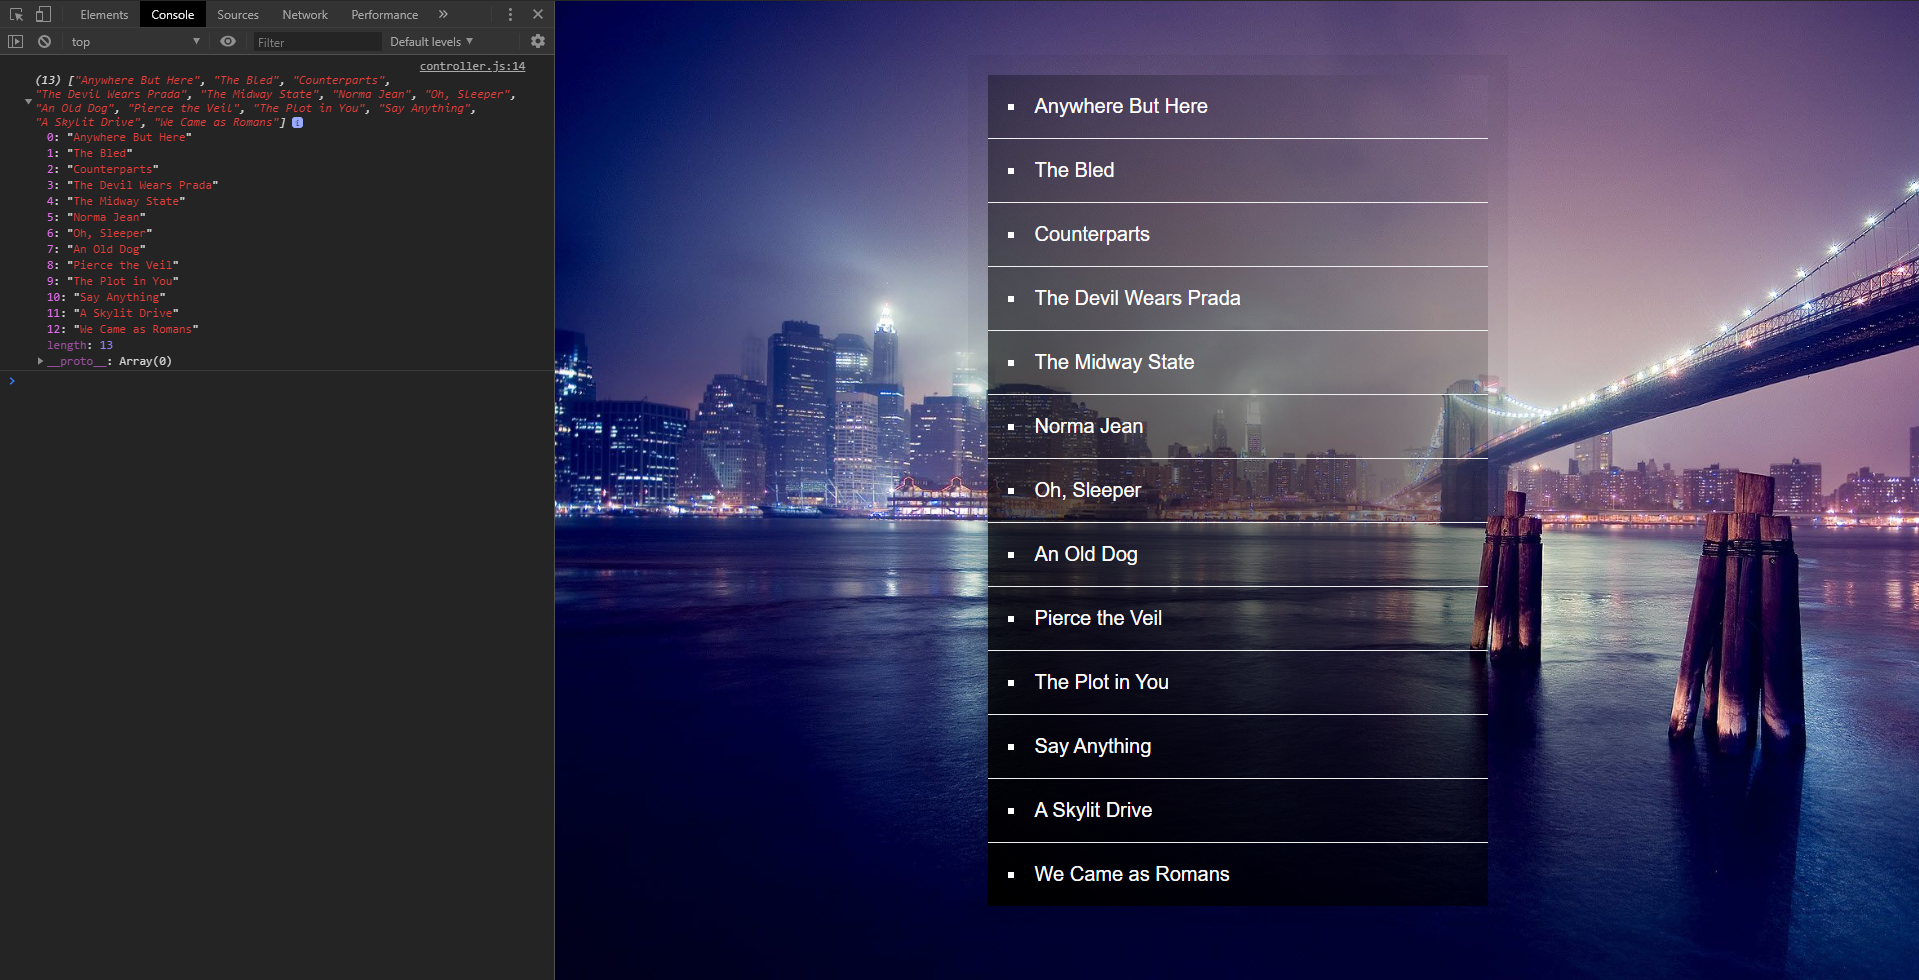 Elements Console Sources Network Performance »
top Filter Default levels
controller.js:14
(13) ["Anywhere But Here", "The Bled", "Counterparts",
"The Devil Wears Prada", "The Midway State", "Norma Jean", "Oh, Sleeper",
"An Old Dog", "Pierce the Veil", "The Plot in You", "Say Anything",
"A Skylit Drive", "We Came as Romans"] i
0: "Anywhere But Here"
1: "The Bled"
2: "Counterparts"
3: "The Devil Wears Prada"
4: "The Midway State"
5: "Norma Jean"
6: "Oh, Sleeper"
7: "An Old Dog"
8: "Pierce the Veil"
9: "The Plot in You"
10: "Say Anything"
11: "A Skylit Drive"
12: "We Came as Romans"
length: 13
__proto__: Array(0)
Anywhere But Here
The Bled
Counterparts
The Devil Wears Prada
The Midway State
Norma Jean
Oh, Sleeper
An Old Dog
Pierce the Veil
The Plot in You
Say Anything
A Skylit Drive
We Came as Romans